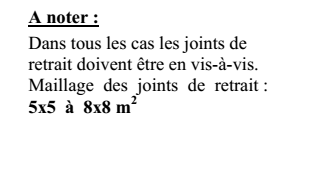 A noter :
Dans tous les cas les joints de
retrait doivent être en vis-à-vis.
Maillage des joints de retrait :
5x5 à 8x8 m²